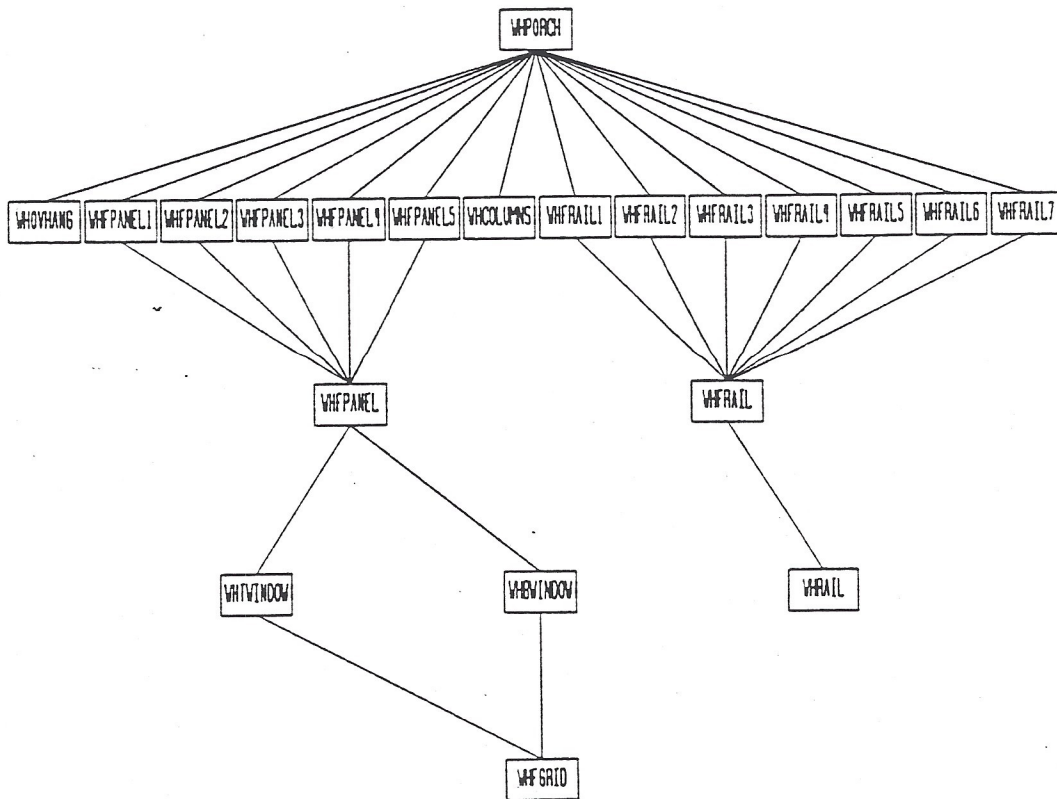 WHPORCH
WHOVHANG
WHFPANEL1
WHFPANEL2
WHFPANEL3
WHFPANEL4
WHFPANEL5
WHCOLUMNS
WHFRAIL1
WHFRAIL2
WHFRAIL3
WHFRAIL4
WHFRAIL5
WHFRAIL6
WHFRAIL7
WHFPANEL
WHFRAIL
WHTWINDOW
WHBWINDOW
WHRAIL
WHFGRID